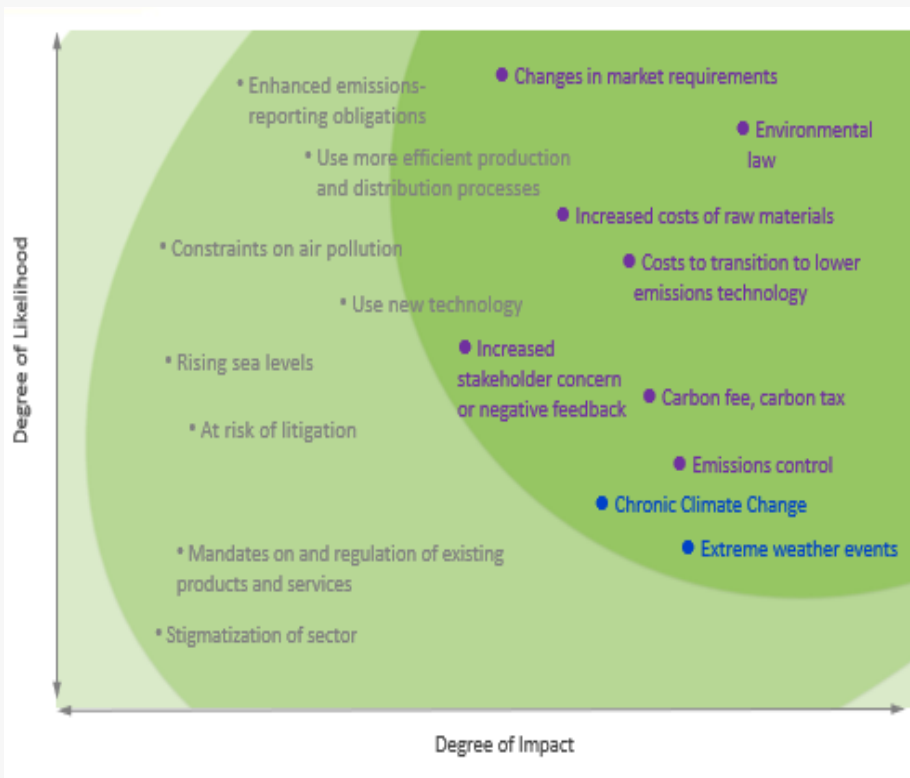 Changes in market requirements
Enhanced emissions-
reporting obligations
Environmental
law
Use more efficient production
and distribution processes
Increased costs of raw materials
Constraints on air pollution
Costs to transition to lower
emissions technology
Use new technology
Increased
stakeholder concern
or negative feedback
Rising sea levels
Carbon fee, carbon tax
At risk of litigation
Emissions control
Chronic Climate Change
Extreme weather events
Mandates on and regulation of existing
products and services
Stigmatization of sector
Degree of Likelihood
Degree of Impact